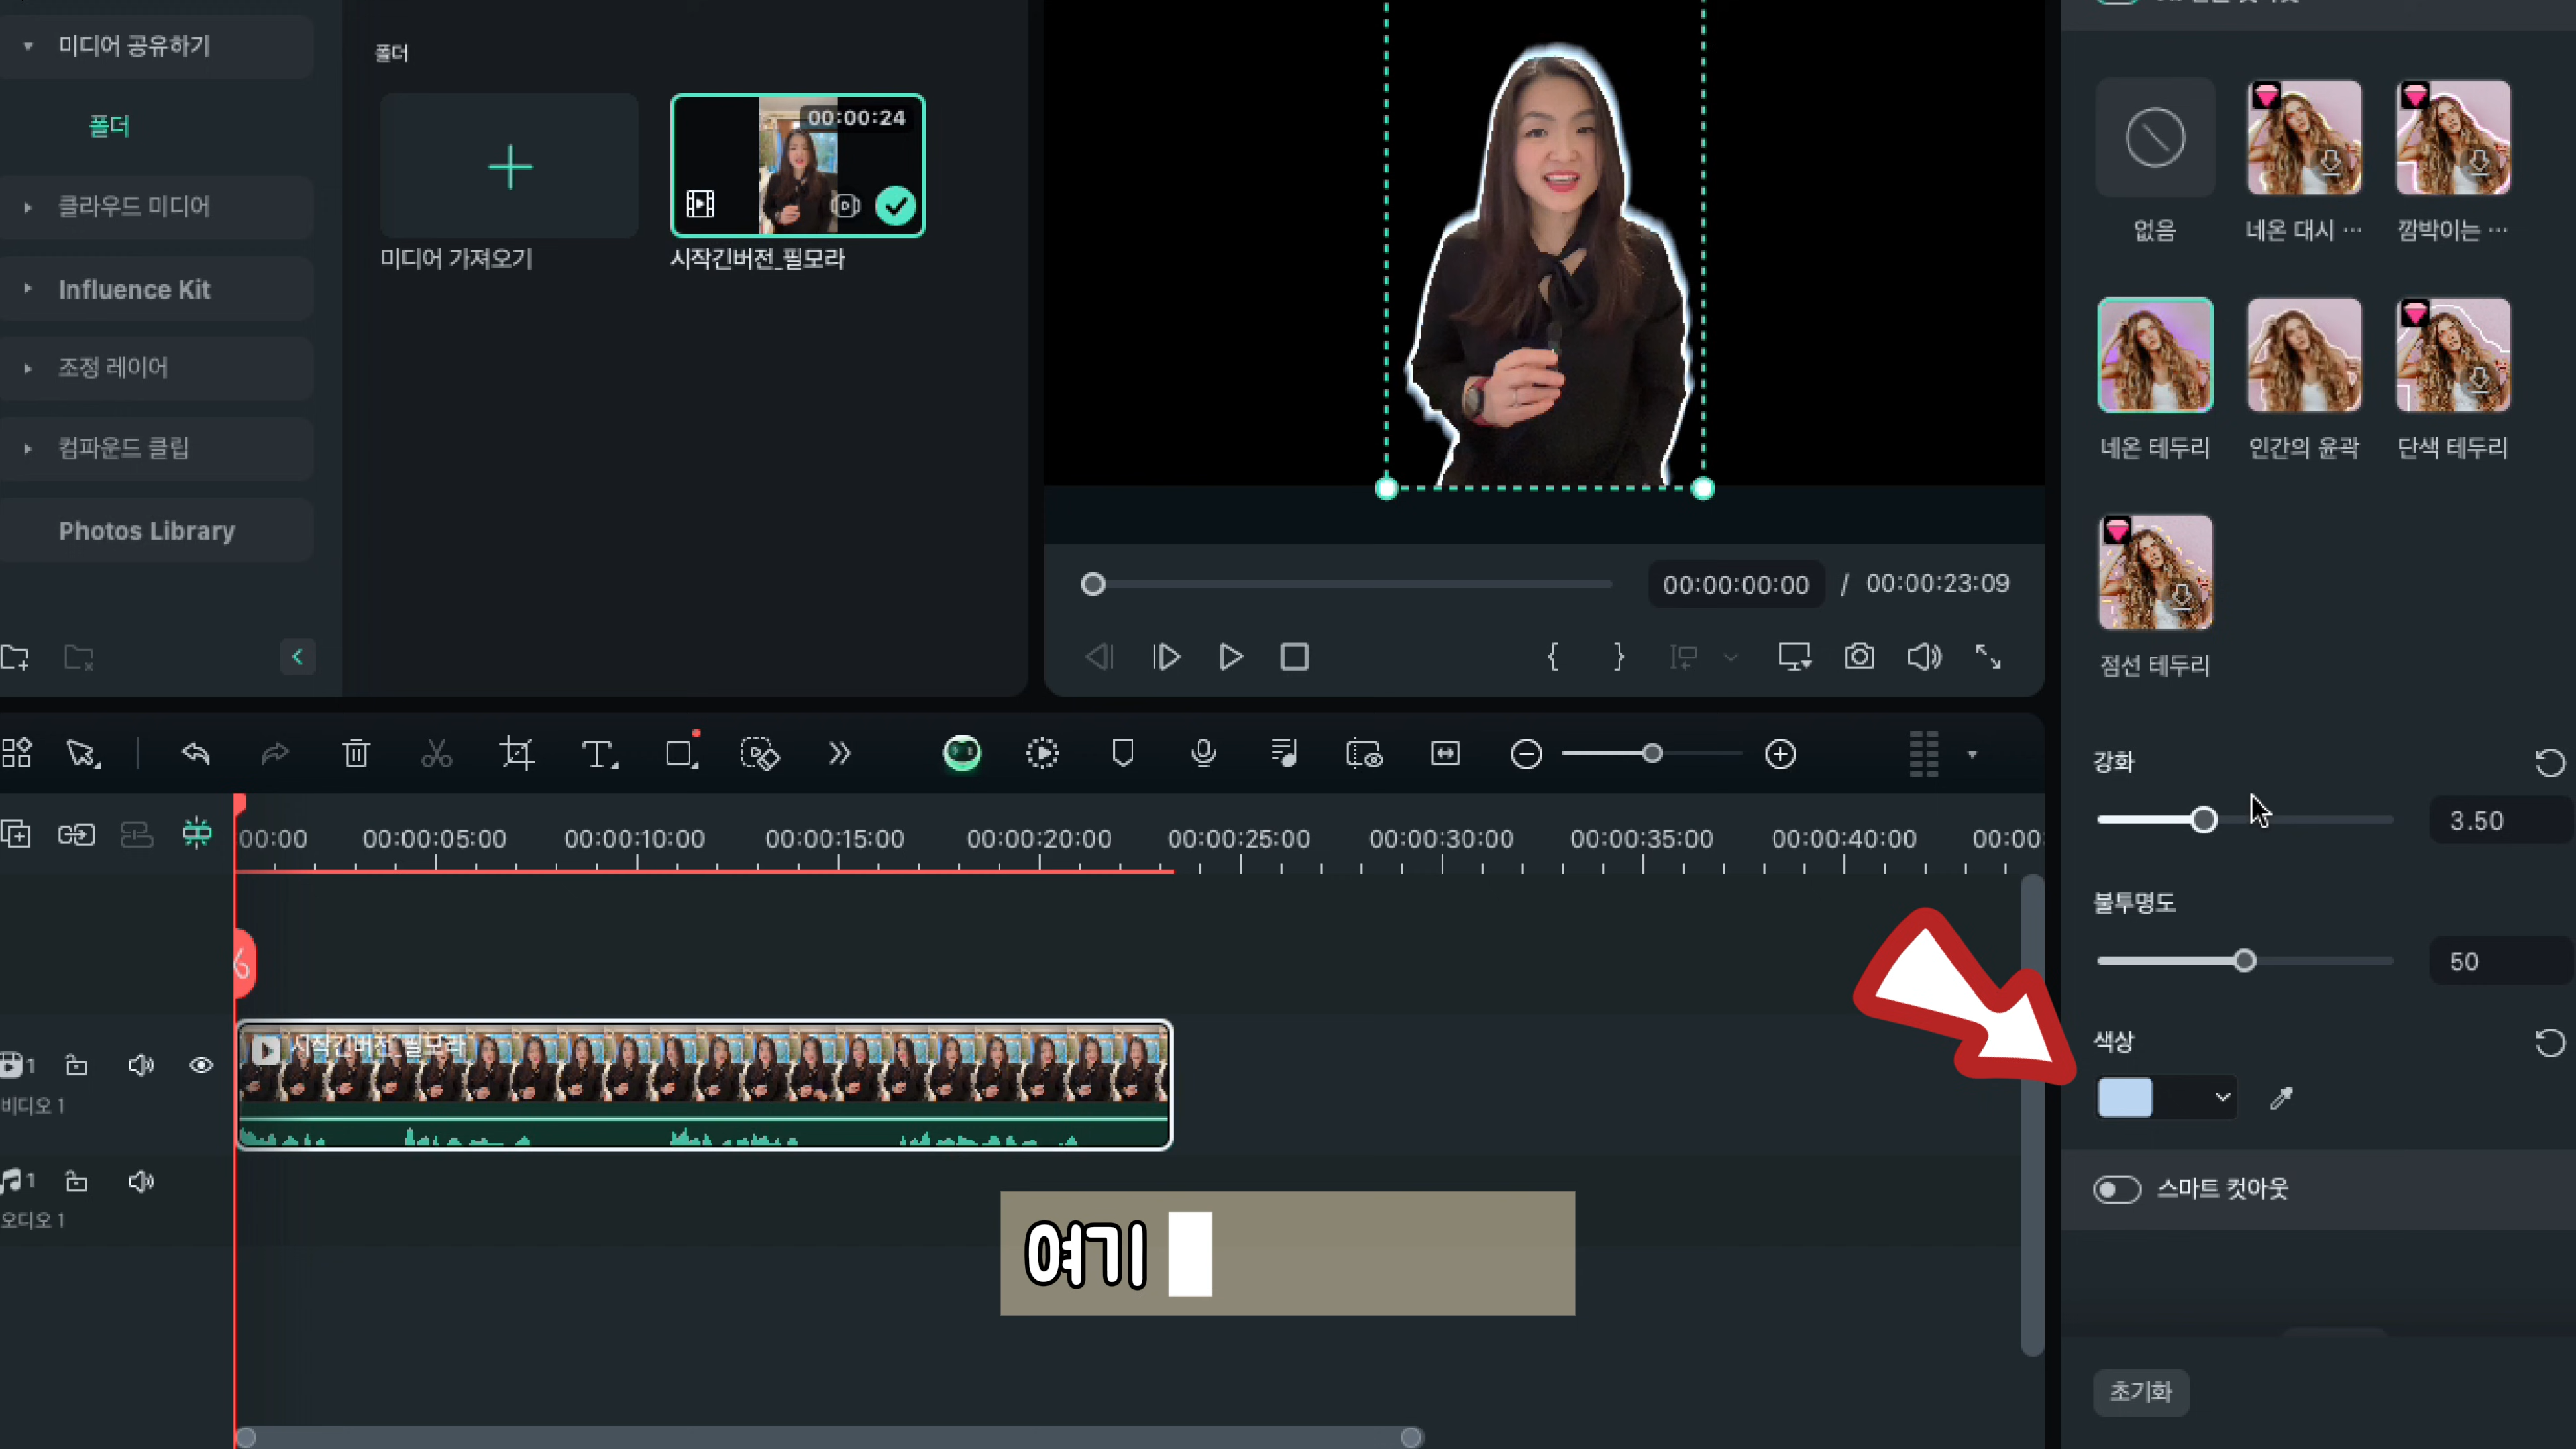 미디어 공유하기
폴더
클라우드 미디어
Influence Kit
조정 레이어
컴파운드 클립
Photos Library
폴더
00:00:24
미디어 가져오기
시작긴버전_필모라
00:00:00:00 / 00:00:23:09
없음
네온 대시 ...
깜박이는 ...
네온 테두리
인간의 윤곽
단색 테두리
점선 테두리
강화
3.50
불투명도
50
색상
스마트 컷아웃
초기화
00:00
00:00:05:00
00:00:10:00
00:00:15:00
00:00:20:00
00:00:25:00
00:00:30:00
00:00:35:00
00:00:40:00
00:00:
시작긴버전_필모라
1
비디오 1
1
오디오 1
여기